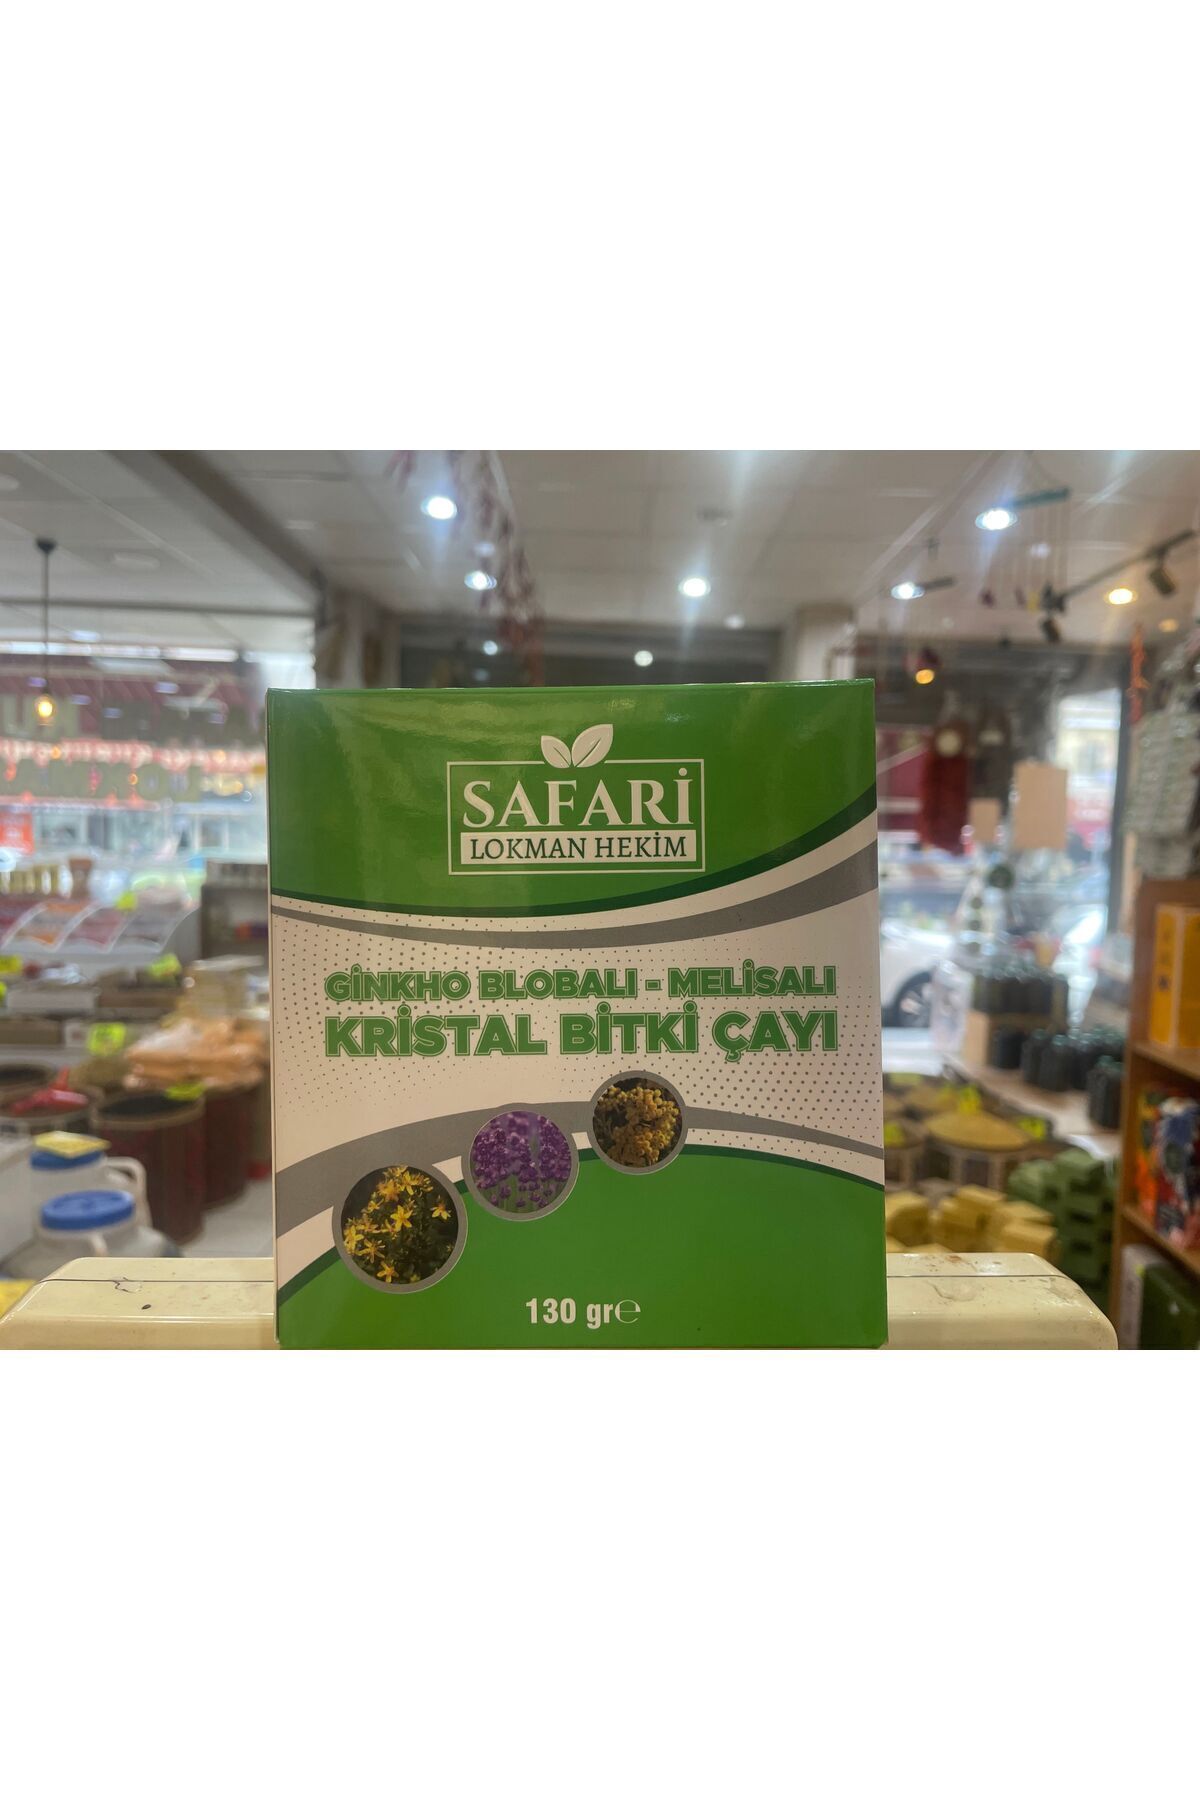 SAFARİ
LOKMAN HEKİM
GİNKHO BLOBALI - MELİSALI
KRİSTAL BİTKİ ÇAYI
130 gr℮